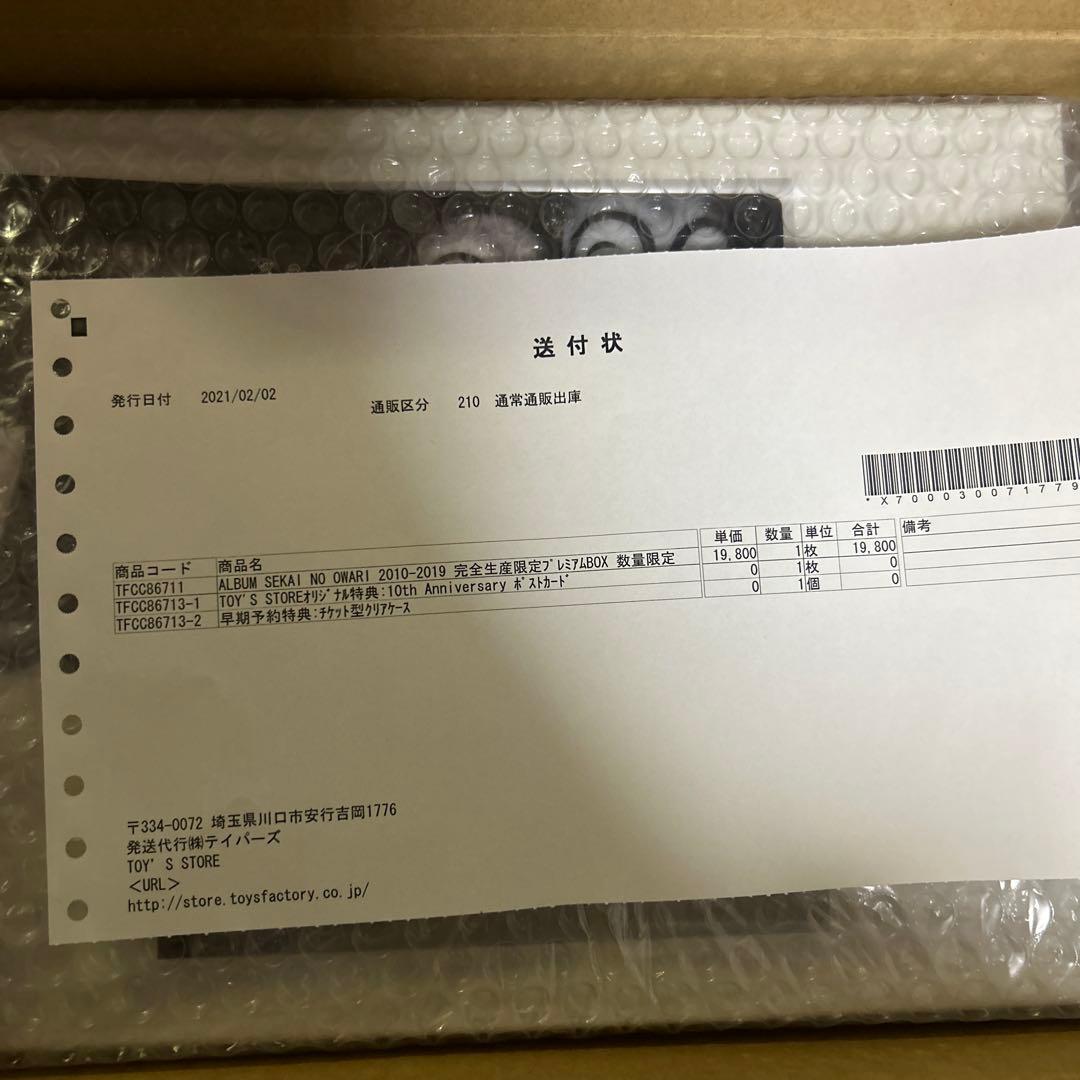 送付状
発行日付 2021/02/02 通販区分 210 通常通販出庫
*X700030071779
商品コード 商品名 単価 数量 単位 合計 備考
TFCC86711 ALBUM SEKAI NO OWARI 2010-2019 完全生産限定ﾌﾟﾚﾐｱﾑBOX 数量限定 19,800 1 枚 19,800
TFCC86713-1 TOY'S STOREｵﾘｼﾞﾅﾙ特典:10th Anniversary ﾎﾟｽﾄｶｰﾄﾞ 0 1 枚 0
TFCC86713-2 早期予約特典:ﾁｹｯﾄ型ｸﾘｱｹｰｽ 0 1 個 0
〒334-0072 埼玉県川口市安行吉岡1776
発送代行㈱テイパーズ
TOY'S STORE
<URL>
http://store.toysfactory.co.jp/